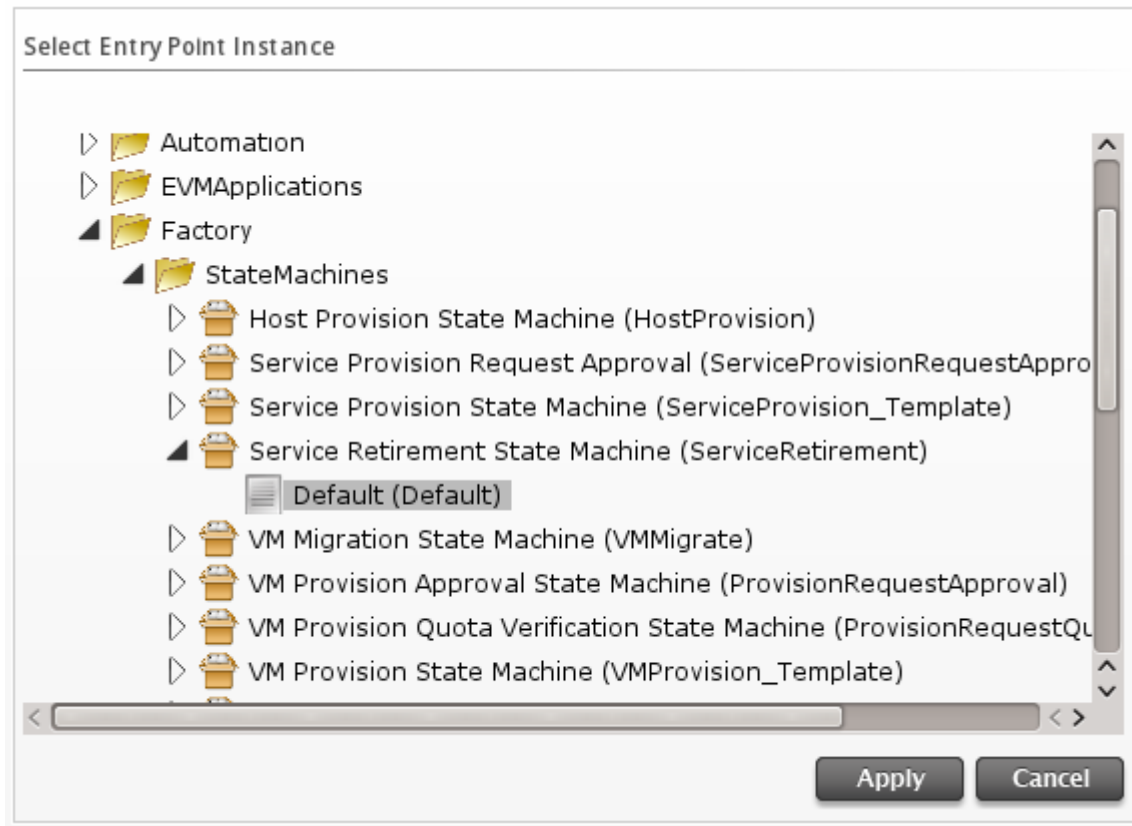 Select Entry Point Instance
Automation
EVMApplications
Factory
StateMachines
Host Provision State Machine (HostProvision)
Service Provision Request Approval (ServiceProvisionRequestAppro
Service Provision State Machine (ServiceProvision_Template)
Service Retirement State Machine (ServiceRetirement)
Default (Default)
VM Migration State Machine (VMMigrate)
VM Provision Approval State Machine (ProvisionRequestApproval)
VM Provision Quota Verification State Machine (ProvisionRequestQu
VM Provision State Machine (VMProvision_Template)
Apply Cancel